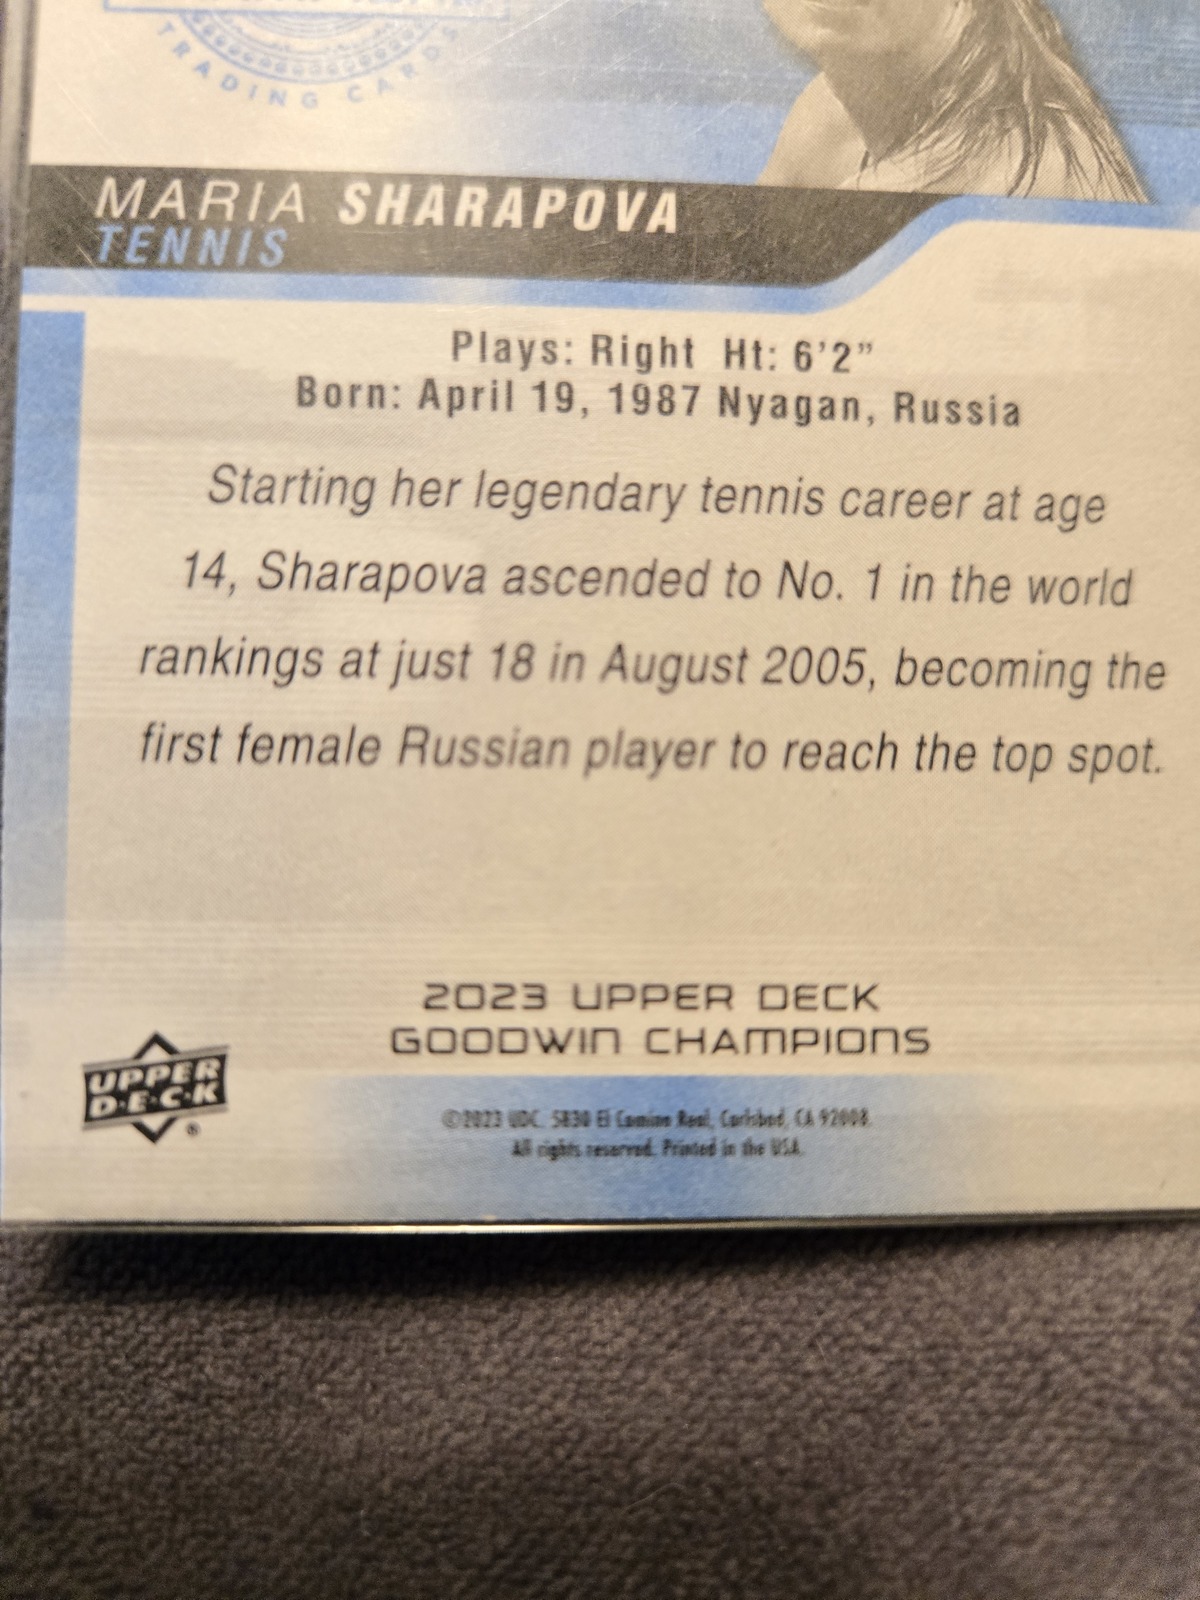 TRADING CARDS
MARIA SHARAPOVA
TENNIS
Plays: Right Ht: 6'2”
Born: April 19, 1987 Nyagan, Russia
Starting her legendary tennis career at age
14, Sharapova ascended to No. 1 in the world
rankings at just 18 in August 2005, becoming the
first female Russian player to reach the top spot.
2023 UPPER DECK
GOODWIN CHAMPIONS
UPPER
D•E•C•K
®
©2023 UDC. 5830 El Camino Real, Carlsbad, CA 92008.
All rights reserved. Printed in the USA.